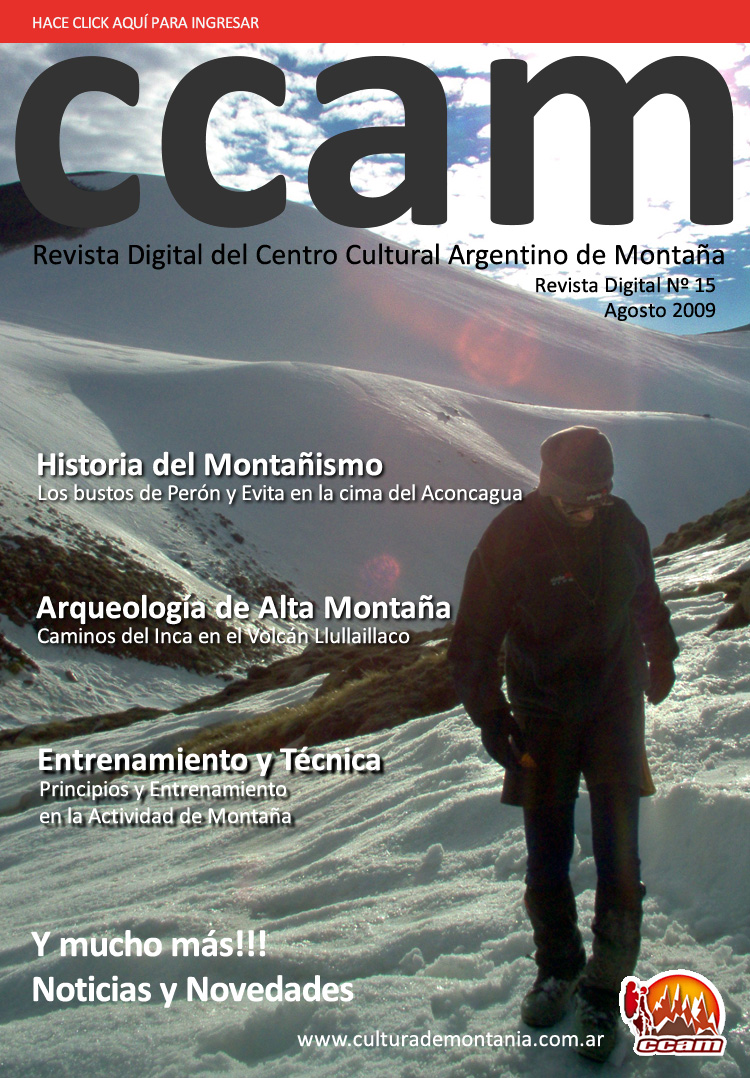 HACE CLICK AQUÍ PARA INGRESAR
ccam
Revista Digital del Centro Cultural Argentino de Montaña
Revista Digital Nº 15
Agosto 2009
Historia del Montañismo
Los bustos de Perón y Evita en la cima del Aconcagua
Arqueología de Alta Montaña
Caminos del Inca en el Volcán Llullaillaco
Entrenamiento y Técnica
Principios y Entrenamiento
en la Actividad de Montaña
Y mucho más!!!
Noticias y Novedades
www.culturademontania.com.ar
ccam